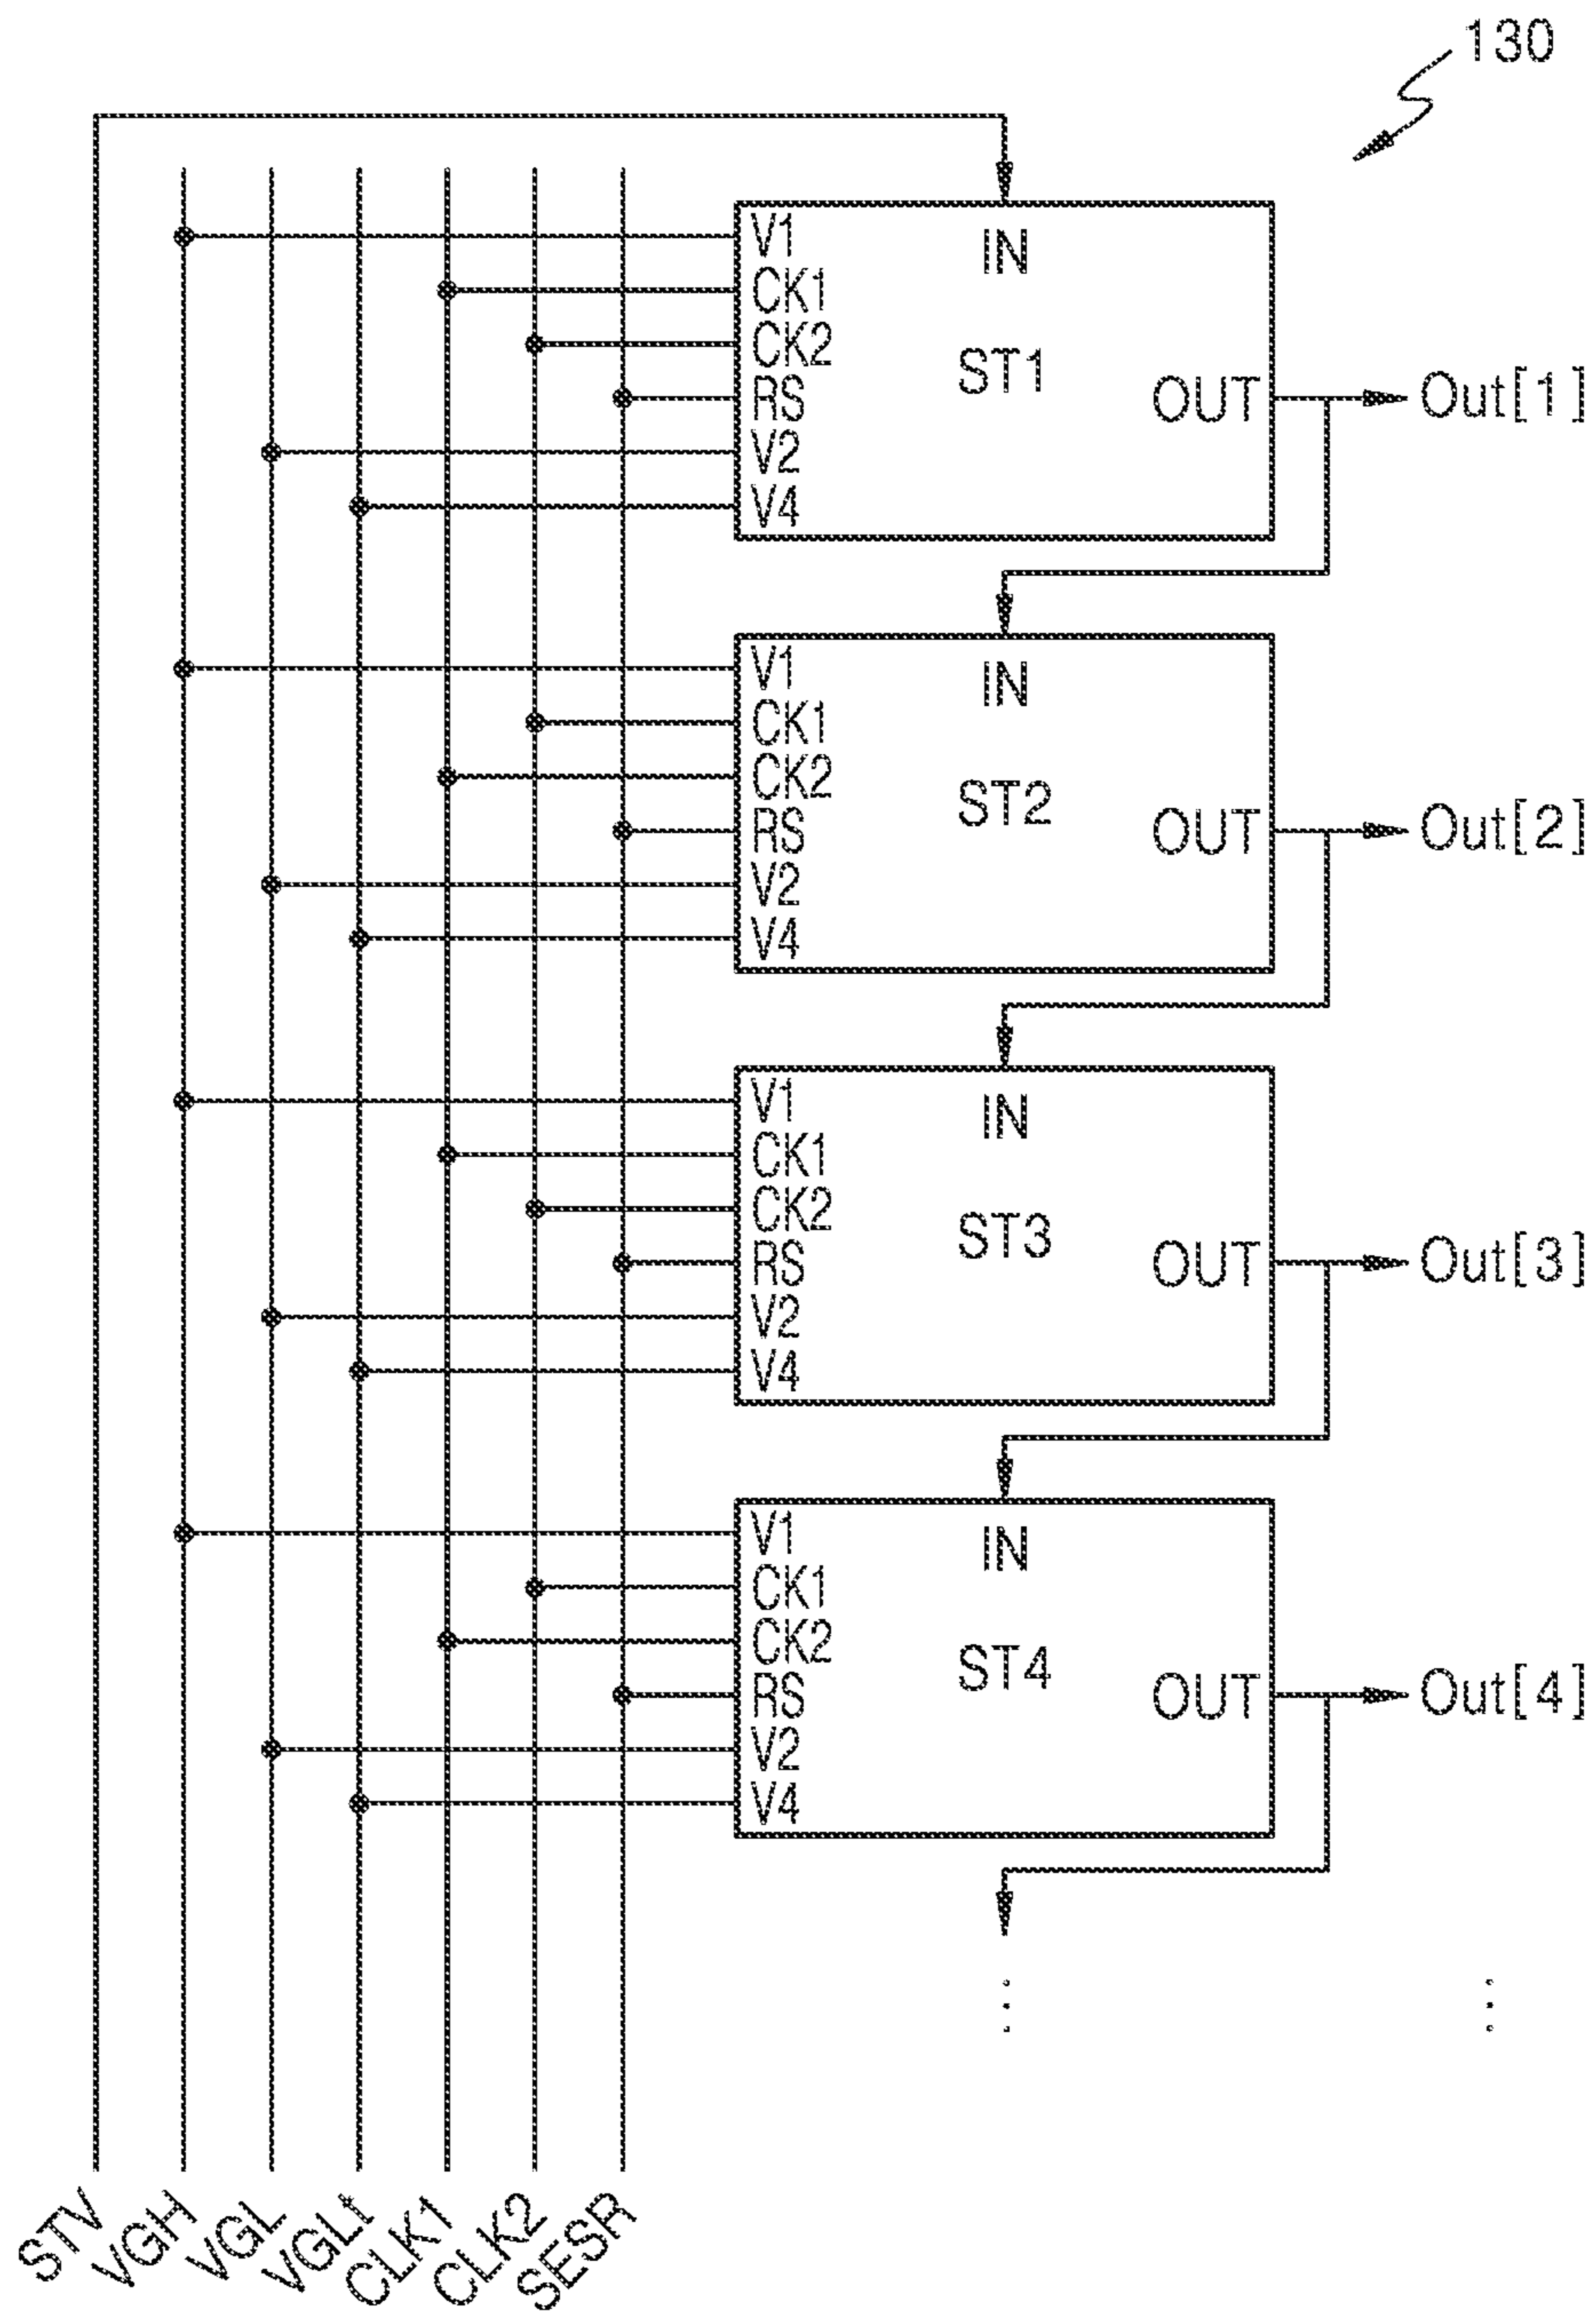 130
V1
IN
CK1
CK2
ST1
RS
OUT
Out[1]
V2
V4
V1
IN
CK1
CK2
ST2
RS
OUT
Out[2]
V2
V4
V1
IN
CK1
CK2
ST3
RS
OUT
Out[3]
V2
V4
V1
IN
CK1
CK2
ST4
RS
OUT
Out[4]
V2
V4
STV
VGH
VGL
VGLt
CLK1
CLK2
SESR